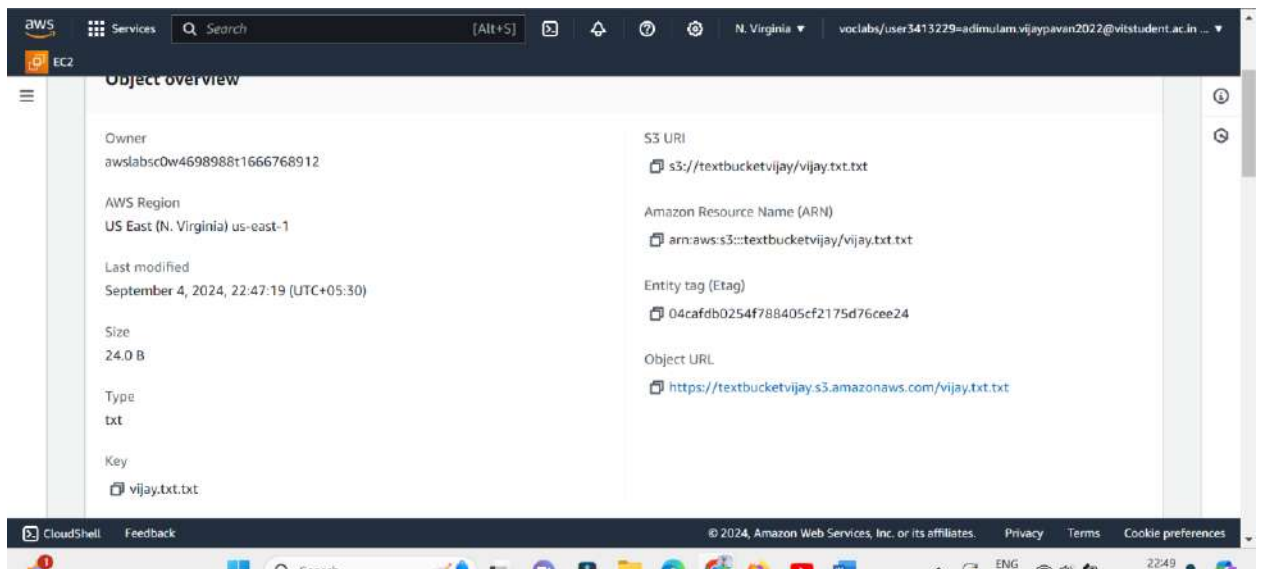 aws
Services
Search
[Alt+S]
N. Virginia ▼
voclabs/user3413229=adimulam.vijaypavan2022@vitstudent.ac.in ... ▼
EC2
Object overview
Owner
awslabsc0w4698988t1666768912
AWS Region
US East (N. Virginia) us-east-1
Last modified
September 4, 2024, 22:47:19 (UTC+05:30)
Size
24.0 B
Type
txt
Key
vijay.txt.txt
S3 URI
s3://textbucketvijay/vijay.txt.txt
Amazon Resource Name (ARN)
arn:aws:s3:::textbucketvijay/vijay.txt.txt
Entity tag (Etag)
04cafdb0254f788405cf2175d76cee24
Object URL
https://textbucketvijay.s3.amazonaws.com/vijay.txt.txt
CloudShell
Feedback
© 2024, Amazon Web Services, Inc. or its affiliates.
Privacy
Terms
Cookie preferences
Search
ENG
22:49